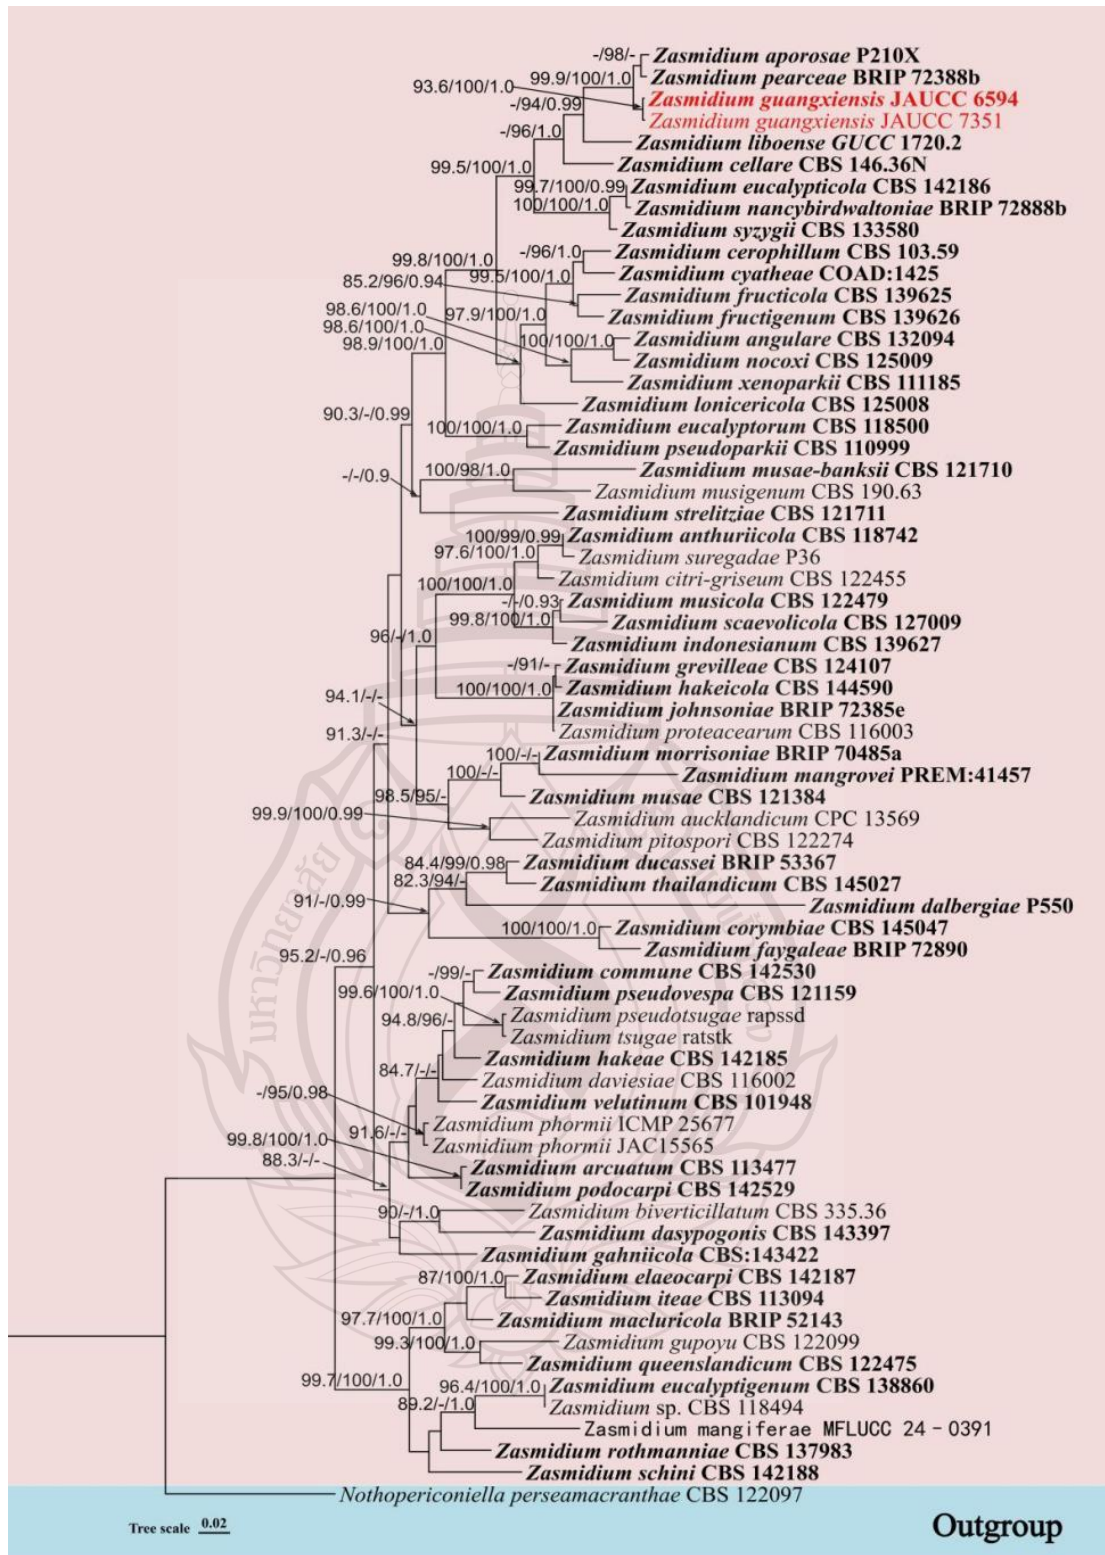 -/98/-
Zasmidium aporosae P210X
99.9/100/1.0
Zasmidium pearceae BRIP 72388b
93.6/100/1.0
Zasmidium guangxiensis JAUCC 6594
-/94/0.99
Zasmidium guangxiensis JAUCC 7351
-/96/1.0
Zasmidium liboense GUCC 1720.2
99.5/100/1.0
Zasmidium cellare CBS 146.36N
99.7/100/0.99
Zasmidium eucalypticola CBS 142186
100/100/1.0
Zasmidium nancybirdwaltoniae BRIP 72888b
Zasmidium syzygii CBS 133580
-/96/1.0
Zasmidium cerophillum CBS 103.59
99.8/100/1.0
99.5/100/1.0
Zasmidium cyatheae COAD:1425
85.2/96/0.94
Zasmidium fructicola CBS 139625
98.6/100/1.0
97.9/100/1.0
Zasmidium fructigenum CBS 139626
98.6/100/1.0
100/100/1.0
Zasmidium angulare CBS 132094
98.9/100/1.0
Zasmidium nocoxi CBS 125009
Zasmidium xenoparkii CBS 111185
Zasmidium lonicericola CBS 125008
90.3/-/0.99
100/100/1.0
Zasmidium eucalyptorum CBS 118500
Zasmidium pseudoparkii CBS 110999
-/-/0.9
100/98/1.0
Zasmidium musae-banksii CBS 121710
Zasmidium musigenum CBS 190.63
Zasmidium strelitziae CBS 121711
100/99/0.99
Zasmidium anthuriicola CBS 118742
97.6/100/1.0
Zasmidium suregadae P36
100/100/1.0
Zasmidium citri-griseum CBS 122455
-/-/0.93
Zasmidium musicola CBS 122479
99.8/100/1.0
Zasmidium scaevolicola CBS 127009
96/-/1.0
Zasmidium indonesianum CBS 139627
-/91/-
Zasmidium grevilleae CBS 124107
100/100/1.0
Zasmidium hakeicola CBS 144590
94.1/-/-
Zasmidium johnsoniae BRIP 72385e
91.3/-/-
Zasmidium proteacearum CBS 116003
100/-/-
Zasmidium morrisoniae BRIP 70485a
100/-/-
Zasmidium mangrovei PREM:41457
98.5/95/-
Zasmidium musae CBS 121384
99.9/100/0.99
Zasmidium aucklandicum CPC 13569
Zasmidium pitospori CBS 122274
84.4/99/0.98
Zasmidium ducassei BRIP 53367
82.3/94/-
Zasmidium thailandicum CBS 145027
91/-/0.99
Zasmidium dalbergiae P550
100/100/1.0
Zasmidium corymbiae CBS 145047
Zasmidium faygaleae BRIP 72890
95.2/-/0.96
-/99/-
Zasmidium commune CBS 142530
99.6/100/1.0
Zasmidium pseudovespa CBS 121159
94.8/96/-
Zasmidium pseudotsugae rapssd
Zasmidium tsugae ratstk
Zasmidium hakeae CBS 142185
84.7/-/-
Zasmidium daviesiae CBS 116002
-/95/0.98
Zasmidium velutinum CBS 101948
91.6/-/-
Zasmidium phormii ICMP 25677
99.8/100/1.0
Zasmidium phormii JAC15565
88.3/-/-
Zasmidium arcuatum CBS 113477
Zasmidium podocarpi CBS 142529
90/-/1.0
Zasmidium biverticillatum CBS 335.36
Zasmidium dasypogonis CBS 143397
Zasmidium gahniicola CBS:143422
87/100/1.0
Zasmidium elaeocarpi CBS 142187
Zasmidium iteae CBS 113094
97.7/100/1.0
Zasmidium macluricola BRIP 52143
99.3/100/1.0
Zasmidium gupoyu CBS 122099
Zasmidium queenslandicum CBS 122475
99.7/100/1.0
96.4/100/1.0
Zasmidium eucalyptigenum CBS 138860
89.2/-/1.0
Zasmidium sp. CBS 118494
Zasmidium mangiferae MFLUCC 24-0391
Zasmidium rothmanniae CBS 137983
Zasmidium schini CBS 142188
Nothopericoniella perseamacranthae CBS 122097
Tree scale 0.02
Outgroup